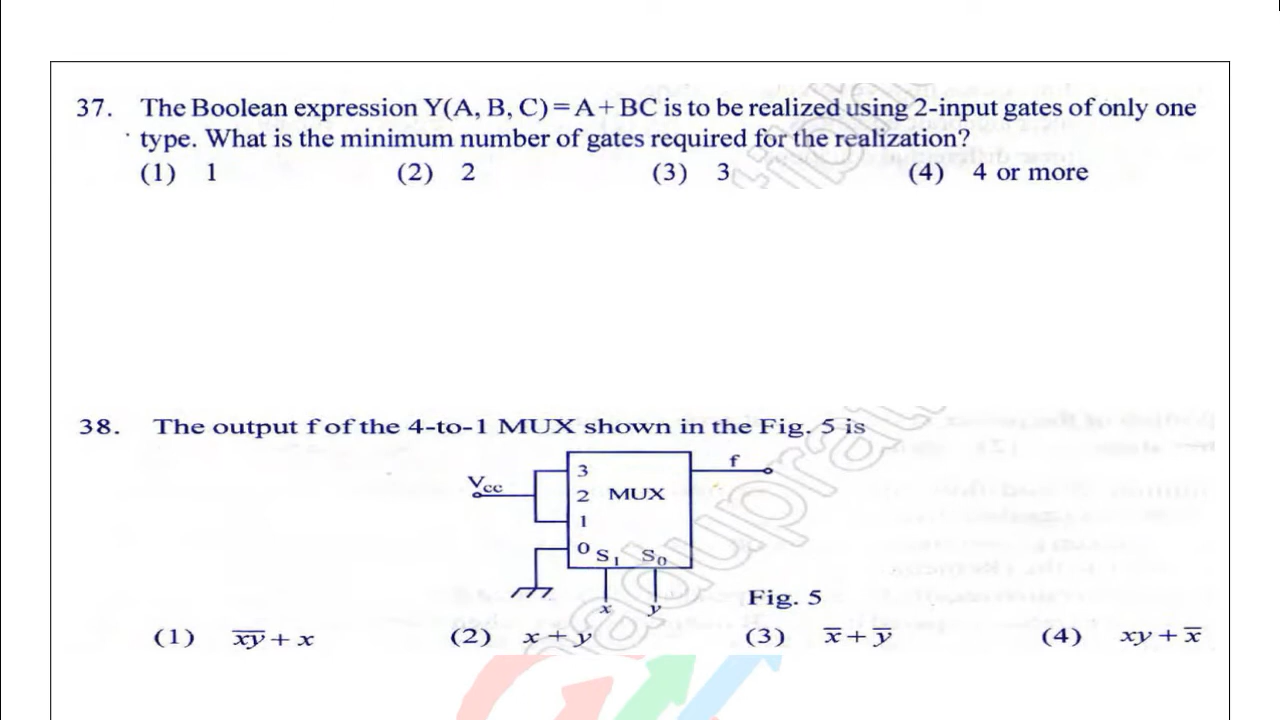 37. The Boolean expression Y(A, B, C) = A + BC is to be realized using 2-input gates of only one
type. What is the minimum number of gates required for the realization?
(1) 1 (2) 2 (3) 3 (4) 4 or more
38. The output f of the 4-to-1 MUX shown in the Fig. 5 is
f
3
V_cc
2 MUX
1
0 S₁ S₀
x y
Fig. 5
(1) x̅y̅ + x (2) x + y (3) x̅ + y̅ (4) xy + x̅